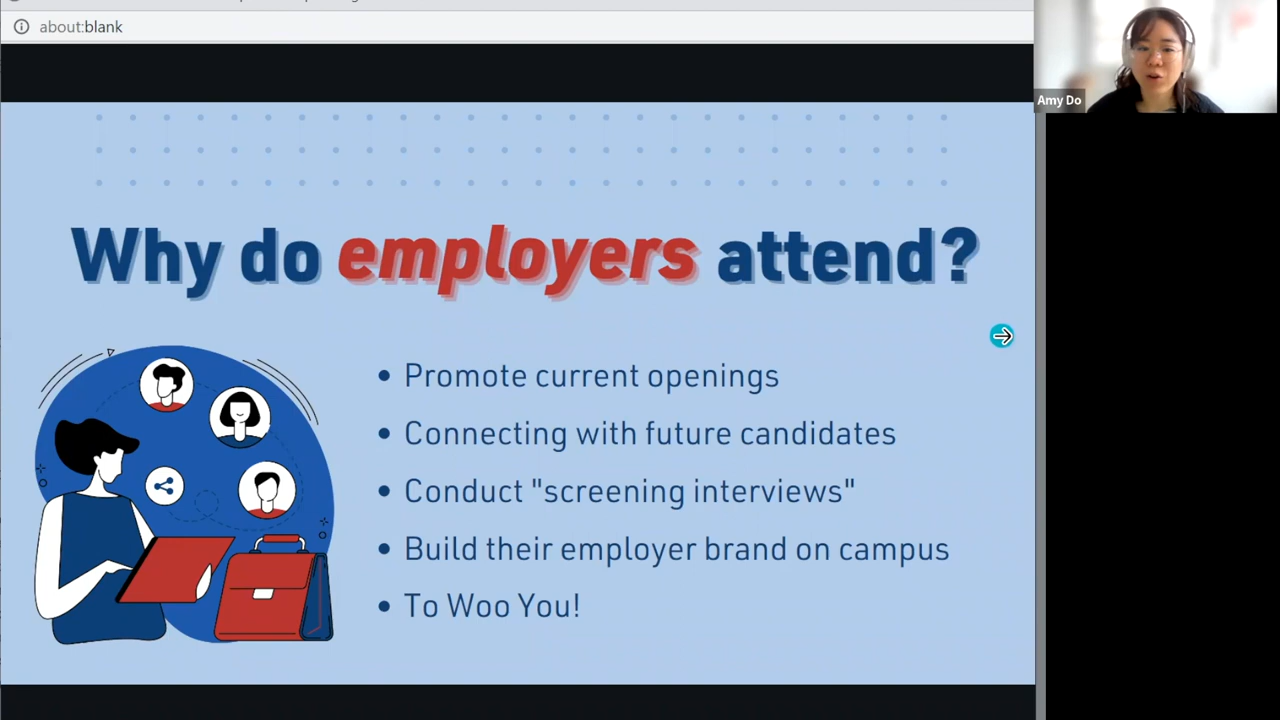 about:blank
Amy Do
Why do employers attend?
• Promote current openings
• Connecting with future candidates
• Conduct "screening interviews"
• Build their employer brand on campus
• To Woo You!